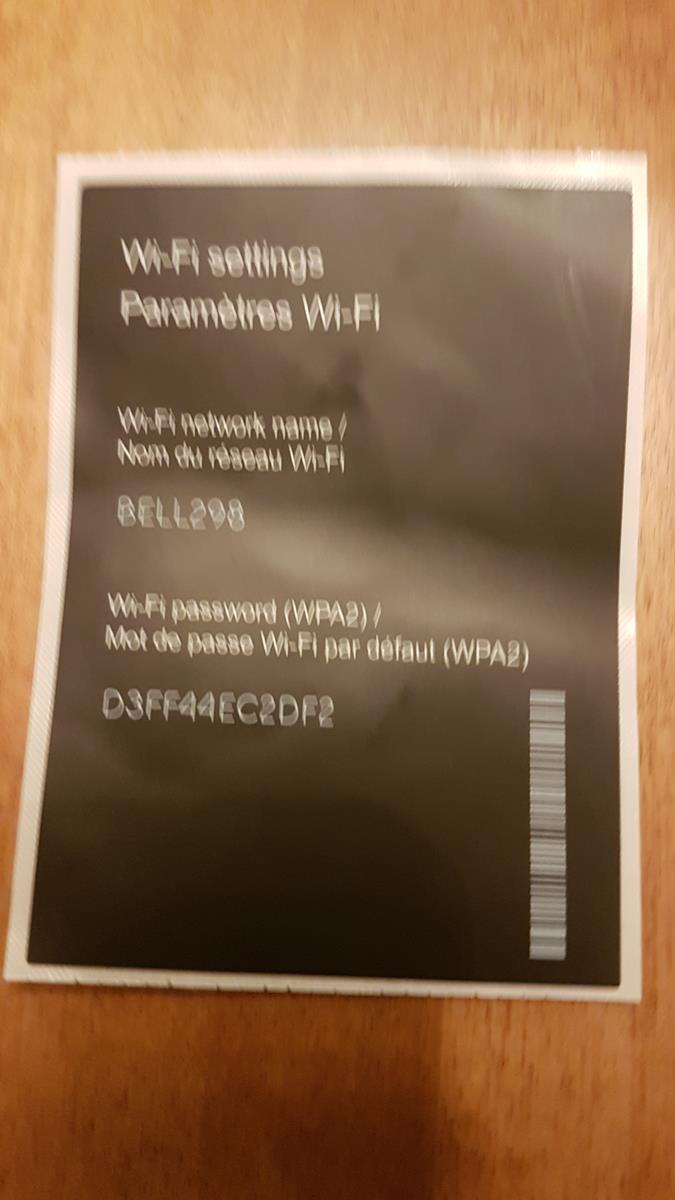 Wi-Fi settings
Paramètres Wi-Fi
Wi-Fi network name /
Nom du réseau Wi-Fi
BELL298
Wi-Fi password (WPA2) /
Mot de passe Wi-Fi par défaut (WPA2)
D3FF44EC2DF2